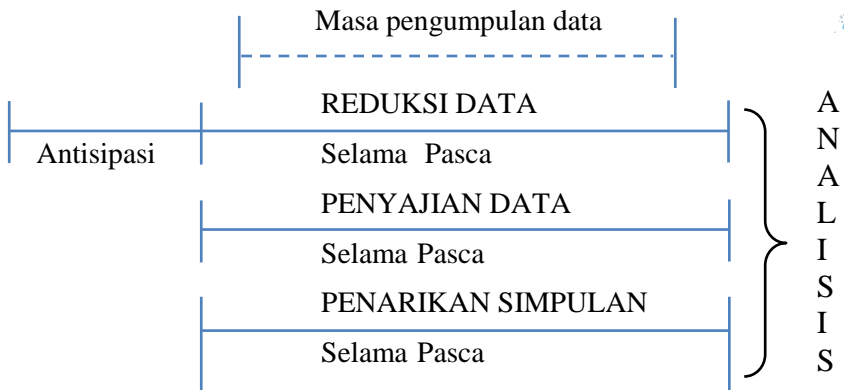 Masa pengumpulan data
REDUKSI DATA
Antisipasi
Selama Pasca
PENYAJIAN DATA
Selama Pasca
PENARIKAN SIMPULAN
Selama Pasca
A
N
A
L
I
S
I
S